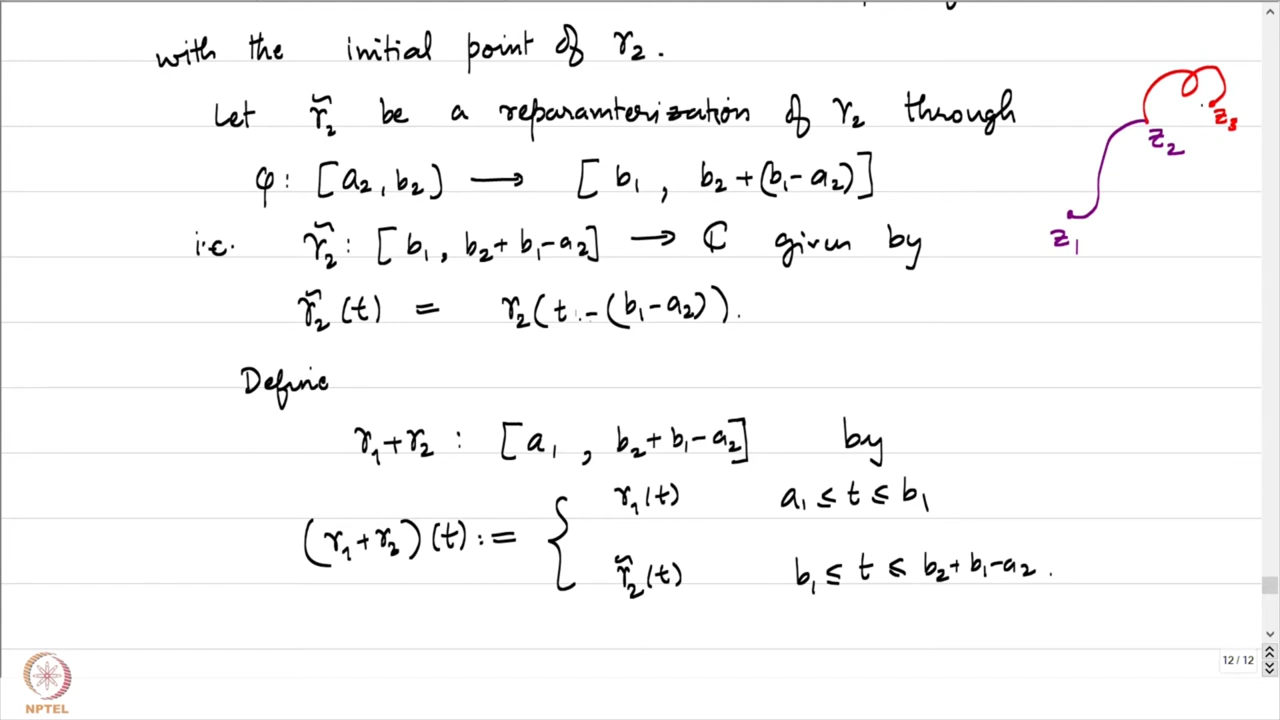 with the initial point of γ₂.
Let γ̃₂ be a reparamterization of γ₂ through
φ: [a₂, b₂] ⟶ [b₁, b₂+(b₁-a₂)]
i.e. γ̃₂: [b₁, b₂+b₁-a₂] → ℂ given by
γ̃₂(t) = γ₂(t - (b₁-a₂)).
Define
γ₁+γ₂ : [a₁, b₂+b₁-a₂] by
(γ₁+γ₂)(t) := { γ₁(t) a₁ ≤ t ≤ b₁
γ̃₂(t) b₁ ≤ t ≤ b₂+b₁-a₂.
z₃
z₂
z₁
12 / 12
NPTEL